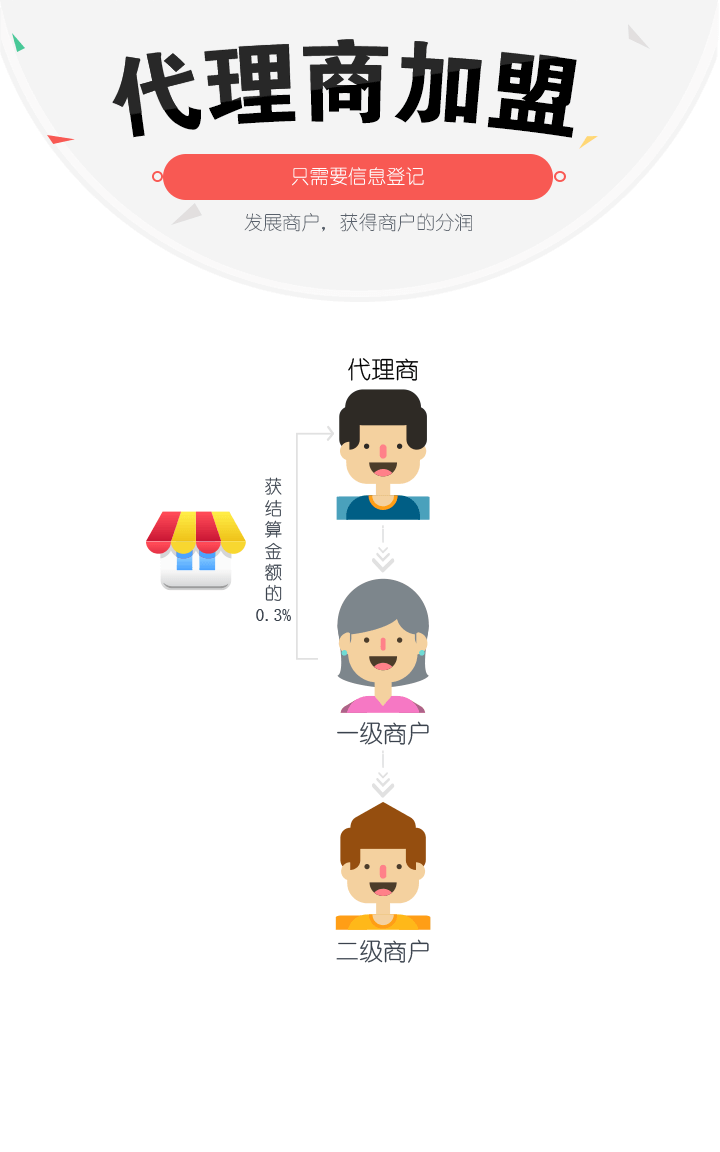 代理商加盟
只需要信息登记
发展商户，获得商户的分润
代理商
获结算金额的0.3%
一级商户
二级商户